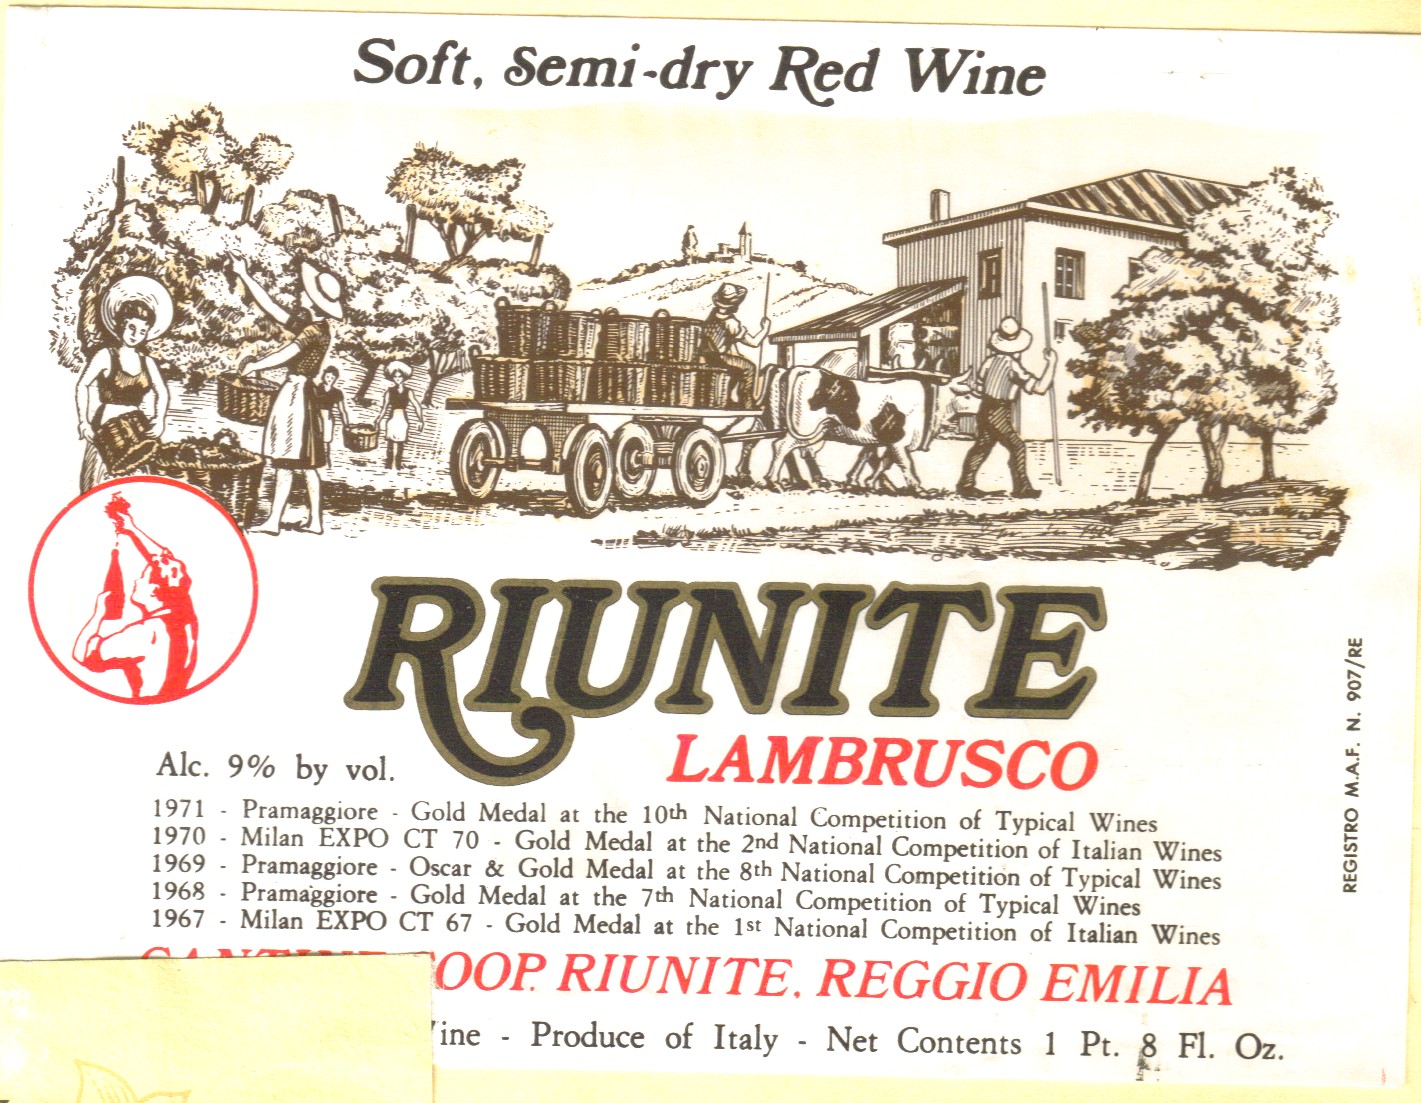 Soft, Semi-dry Red Wine
RIUNITE
LAMBRUSCO
Alc. 9% by vol.
1971 - Pramaggiore - Gold Medal at the 10th National Competition of Typical Wines
1970 - Milan EXPO CT 70 - Gold Medal at the 2nd National Competition of Italian Wines
1969 - Pramaggiore - Oscar & Gold Medal at the 8th National Competition of Typical Wines
1968 - Pramaggiore - Gold Medal at the 7th National Competition of Typical Wines
1967 - Milan EXPO CT 67 - Gold Medal at the 1st National Competition of Italian Wines
RIUNITE, REGGIO EMILIA
- Produce of Italy - Net Contents 1 Pt. 8 Fl. Oz.
REGISTRO M.A.F. N. 907/RE